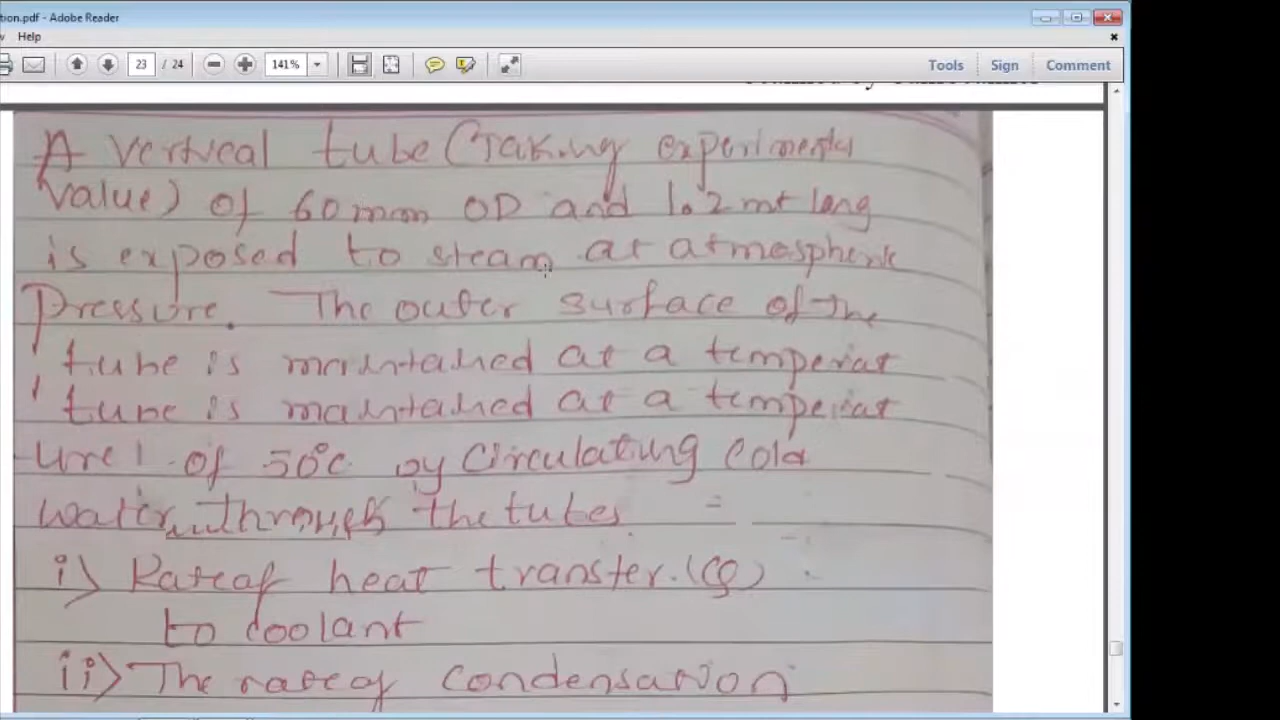 tion.pdf - Adobe Reader
Help
23 / 24 141% Tools Sign Comment
A vertical tube (Taking experimental
value) of 60mm OD and 1.2 mt long
is exposed to steam at atmospheric
Pressure. The outer surface of the
tube is maintained at a temperat
tube is maintained at a temperat
ure of 50°c by circulating cold
water through the tubes
i) Rate of heat transfer. (Q)
to coolant
ii) The rate of condensation